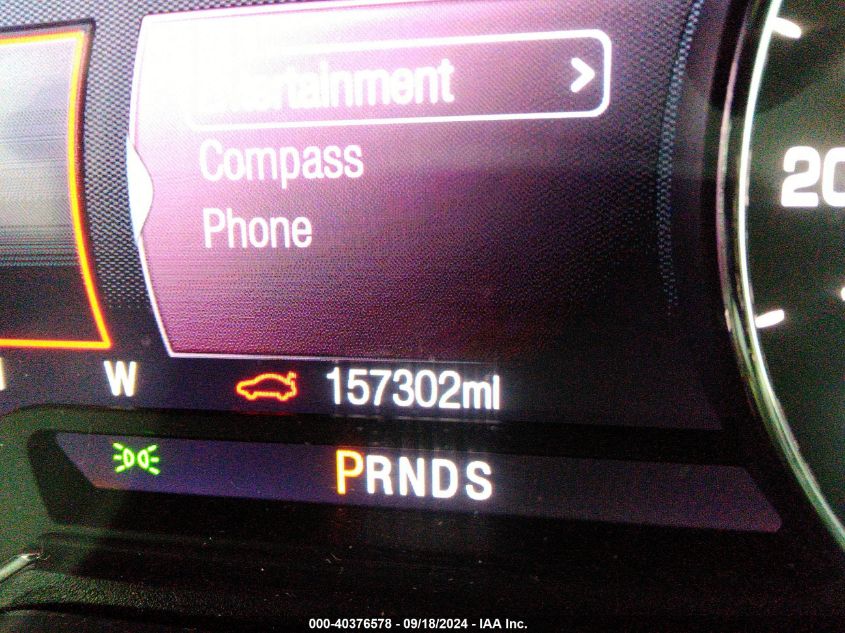 Entertainment
Compass
Phone
20
W
157302mi
PRNDS
000-40376578 - 09/18/2024 - IAA Inc.